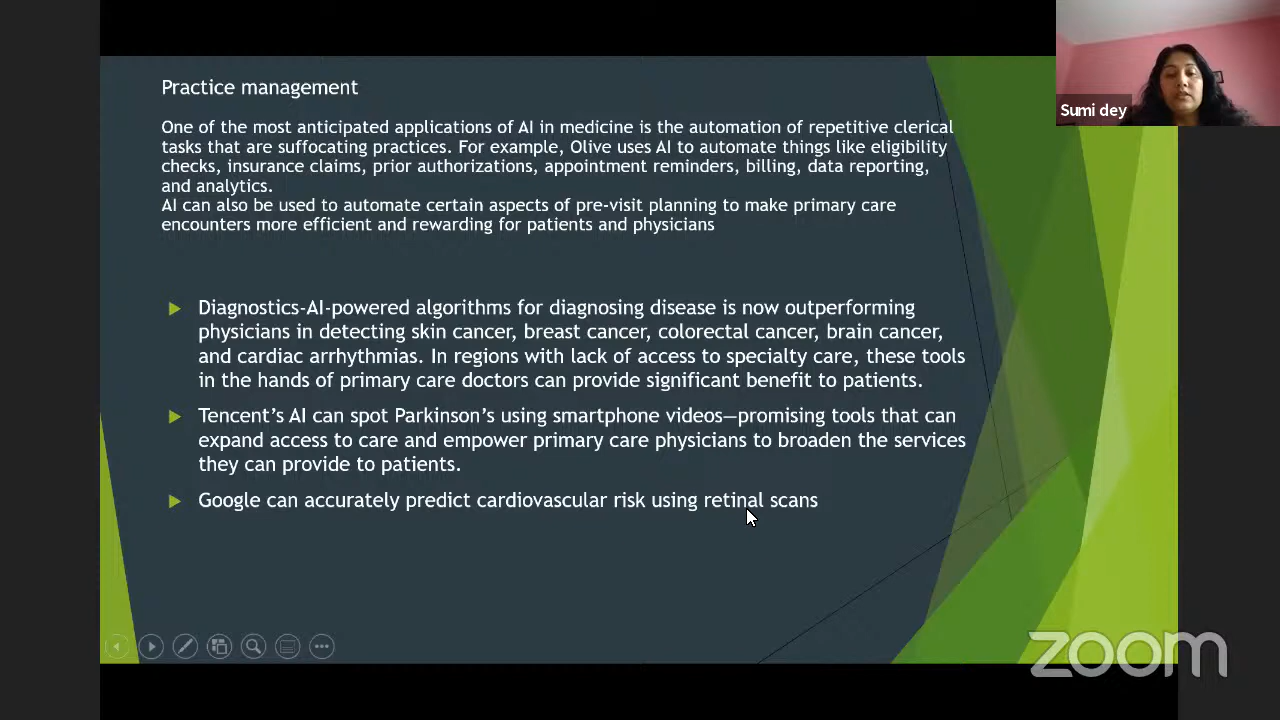 Practice management
One of the most anticipated applications of AI in medicine is the automation of repetitive clerical
tasks that are suffocating practices. For example, Olive uses AI to automate things like eligibility
checks, insurance claims, prior authorizations, appointment reminders, billing, data reporting,
and analytics.
AI can also be used to automate certain aspects of pre-visit planning to make primary care
encounters more efficient and rewarding for patients and physicians
Diagnostics-AI-powered algorithms for diagnosing disease is now outperforming
physicians in detecting skin cancer, breast cancer, colorectal cancer, brain cancer,
and cardiac arrhythmias. In regions with lack of access to specialty care, these tools
in the hands of primary care doctors can provide significant benefit to patients.
Tencent’s AI can spot Parkinson’s using smartphone videos—promising tools that can
expand access to care and empower primary care physicians to broaden the services
they can provide to patients.
Google can accurately predict cardiovascular risk using retinal scans
Sumi dey
zoom